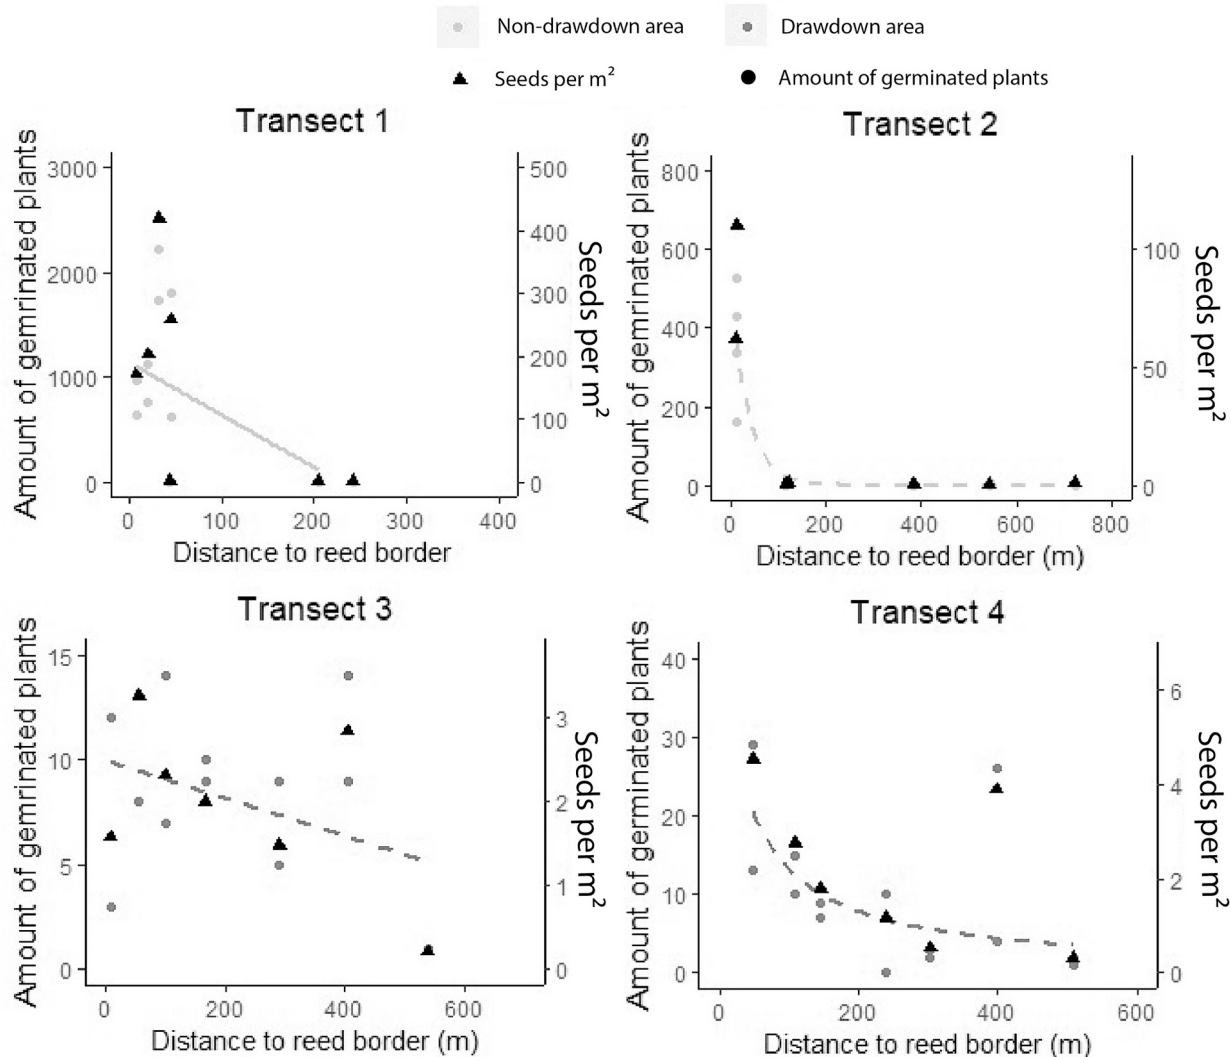 Non-drawdown area
Drawdown area
Seeds per m²
Amount of germinated plants
Transect 1
Amount of gemrinated plants
3000
2000
1000
0
500
400
300
200
100
0
Seeds per m²
0
100
200
300
400
Distance to reed border
Transect 2
Amount of gemrinated plants
800
600
400
200
0
100
50
0
Seeds per m²
0
200
400
600
800
Distance to reed border (m)
Transect 3
Amount of gemrinated plants
15
10
5
0
3
2
1
0
Seeds per m²
0
200
400
600
Distance to reed border (m)
Transect 4
Amount of germinated plants
40
30
20
10
0
6
4
2
0
Seeds per m²
0
200
400
600
Distance to reed border (m)